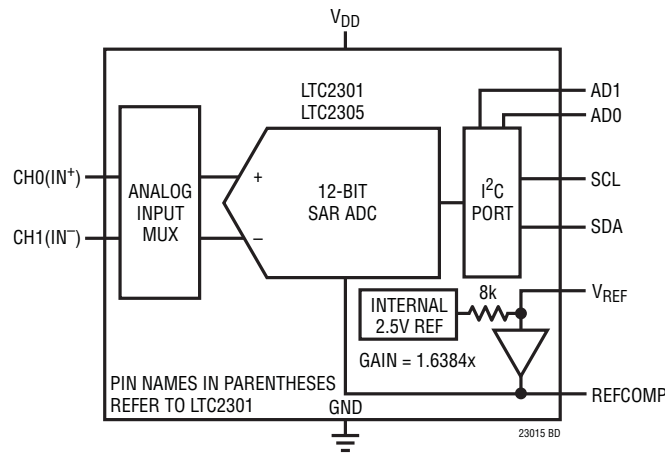 V_DD
LTC2301
LTC2305
AD1
AD0
CH0(IN⁺)
CH1(IN⁻)
ANALOG
INPUT
MUX
+
–
12-BIT
SAR ADC
I²C
PORT
SCL
SDA
INTERNAL
2.5V REF
8k
V_REF
GAIN = 1.6384x
PIN NAMES IN PARENTHESES
REFER TO LTC2301
GND
REFCOMP
23015 BD